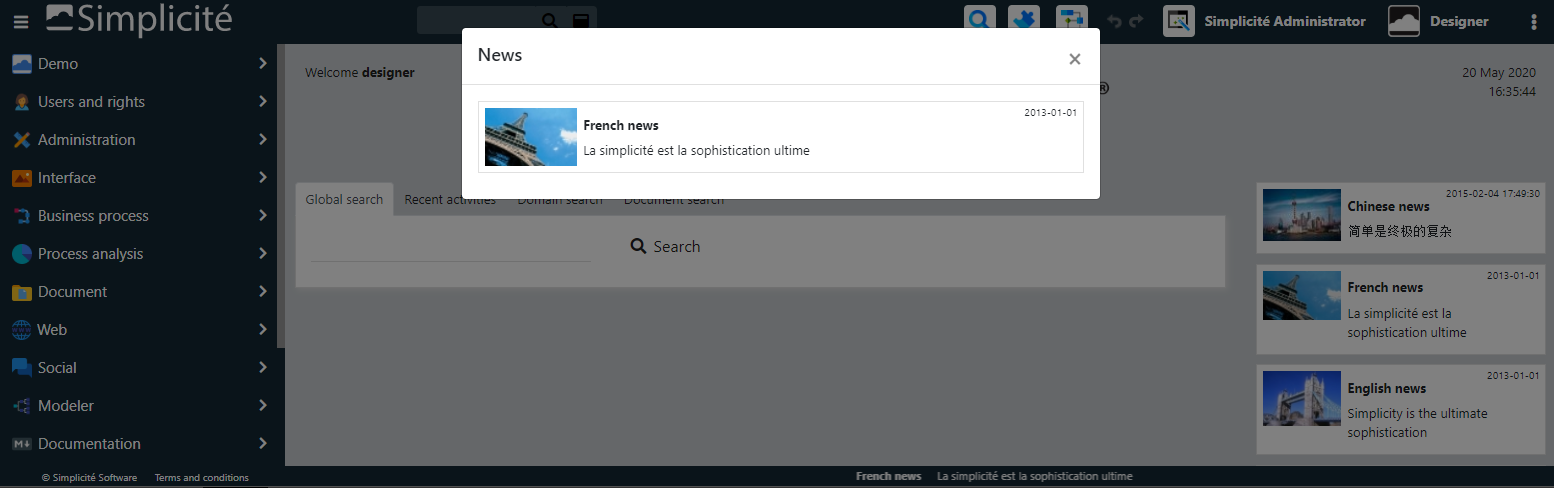 Simplicité
Simplicité Administrator
Designer
Demo
Users and rights
Administration
Interface
Business process
Process analysis
Document
Web
Social
Modeler
M↓ Documentation
News
×
2013-01-01
French news
La simplicité est la sophistication ultime
Welcome designer
®
20 May 2020
16:35:44
Global search
Recent activities
Domain search
Document search
Search
2015-02-04 17:49:30
Chinese news
简单是终极的复杂
2013-01-01
French news
La simplicité est la
sophistication ultime
2013-01-01
English news
Simplicity is the ultimate
sophistication
© Simplicité Software
Terms and conditions
French news La simplicité est la sophistication ultime